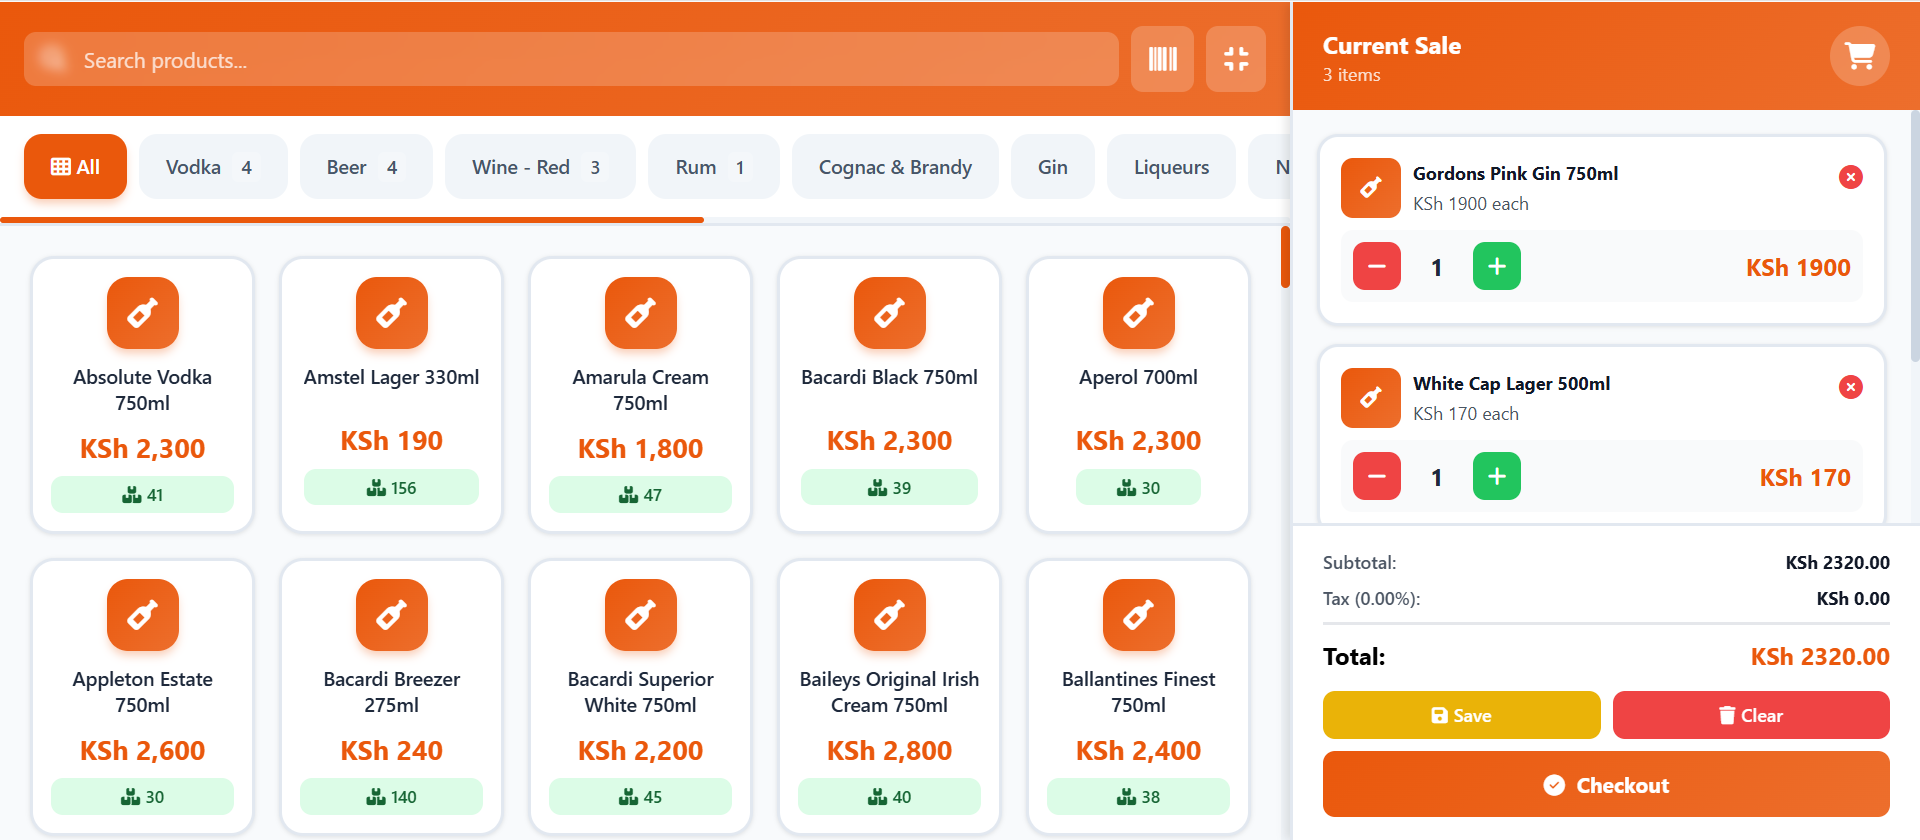 Search products...
All
Vodka 4
Beer 4
Wine - Red 3
Rum 1
Cognac & Brandy
Gin
Liqueurs
N
Absolute Vodka
750ml
KSh 2,300
41
Amstel Lager 330ml
KSh 190
156
Amarula Cream
750ml
KSh 1,800
47
Bacardi Black 750ml
KSh 2,300
39
Aperol 700ml
KSh 2,300
30
Appleton Estate
750ml
KSh 2,600
30
Bacardi Breezer
275ml
KSh 240
140
Bacardi Superior
White 750ml
KSh 2,200
45
Baileys Original Irish
Cream 750ml
KSh 2,800
40
Ballantines Finest
750ml
KSh 2,400
38
Current Sale
3 items
Gordons Pink Gin 750ml
KSh 1900 each
1
KSh 1900
White Cap Lager 500ml
KSh 170 each
1
KSh 170
Subtotal: KSh 2320.00
Tax (0.00%): KSh 0.00
Total: KSh 2320.00
Save
Clear
Checkout